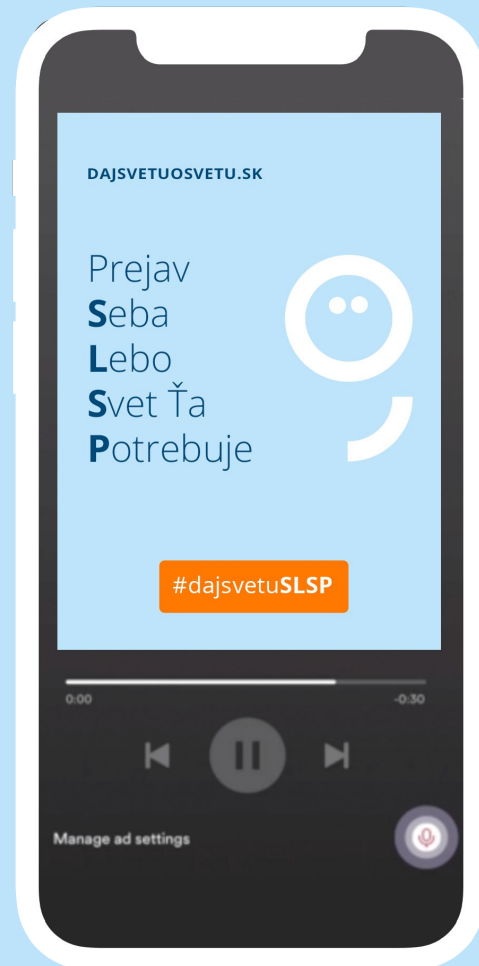 DAJSVETUOSVETU.SK
Prejav
Seba
Lebo
Svet Ťa
Potrebuje
#dajsvetuSLSP
0:00
-0:30
Manage ad settings